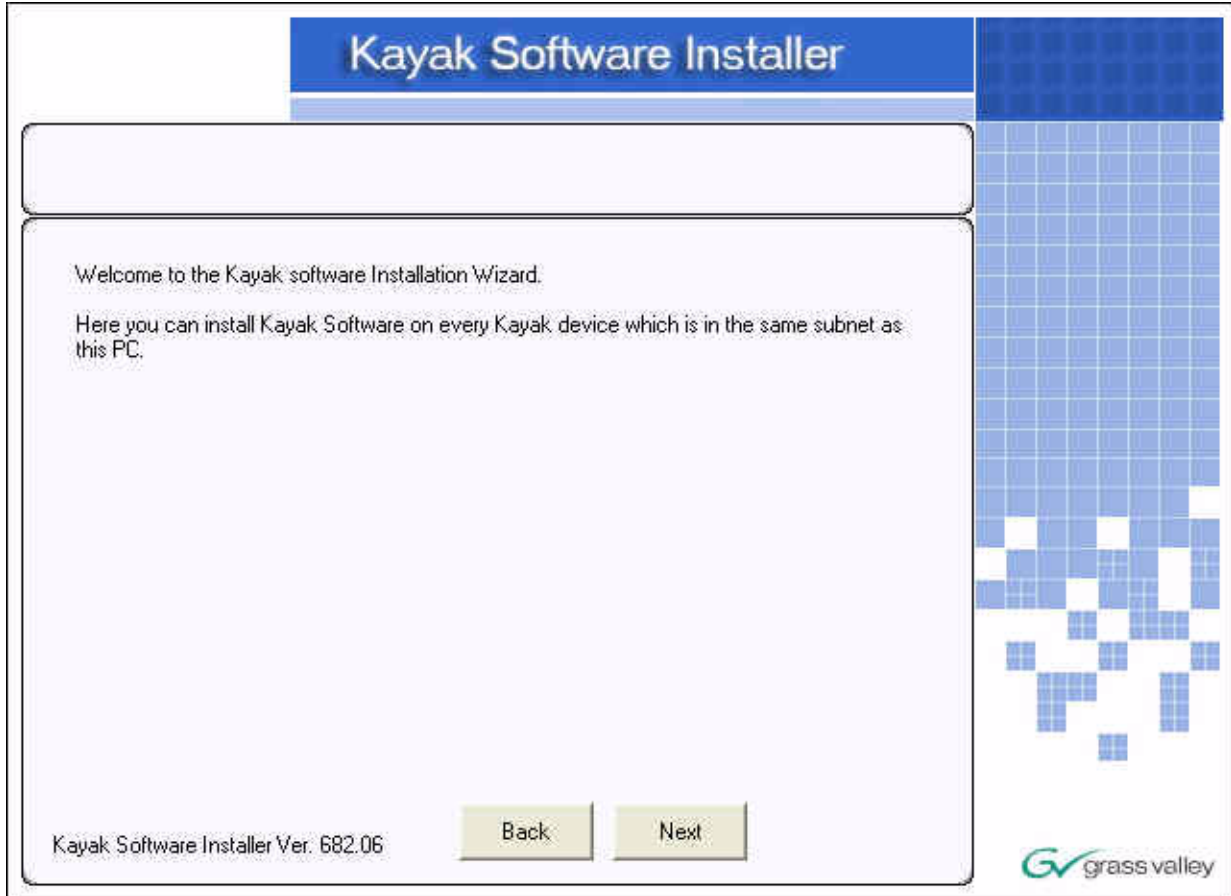 Kayak Software Installer
Welcome to the Kayak software Installation Wizard.
Here you can install Kayak Software on every Kayak device which is in the same subnet as
this PC.
Back
Next
Kayak Software Installer Ver. 682.06
GV grass valley